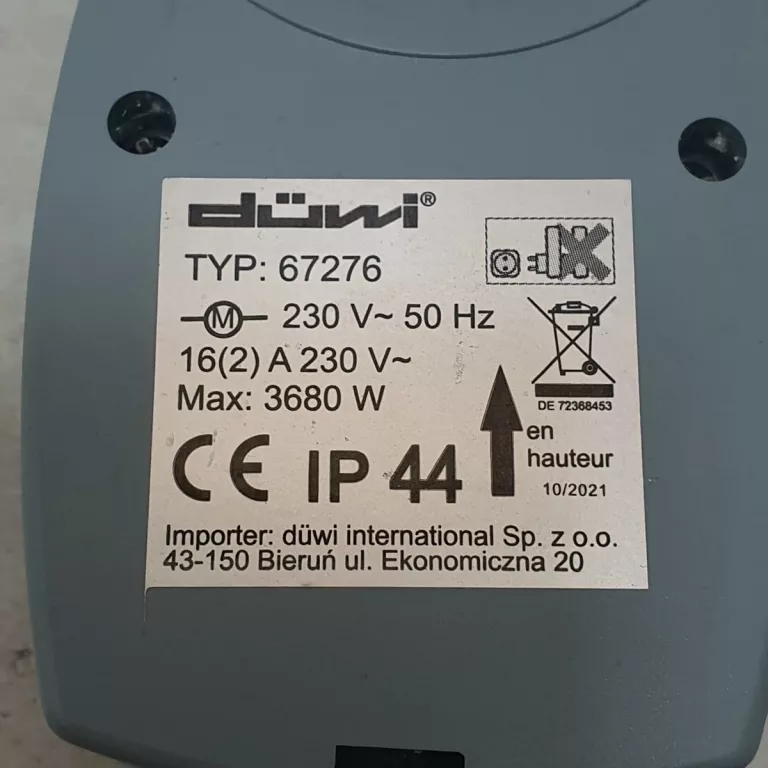 düwi®
TYP: 67276
M 230 V~ 50 Hz
16(2) A 230 V~
Max: 3680 W
DE 72368453
CE IP 44
en
hauteur
10/2021
Importer: düwi international Sp. z o.o.
43-150 Bieruń ul. Ekonomiczna 20